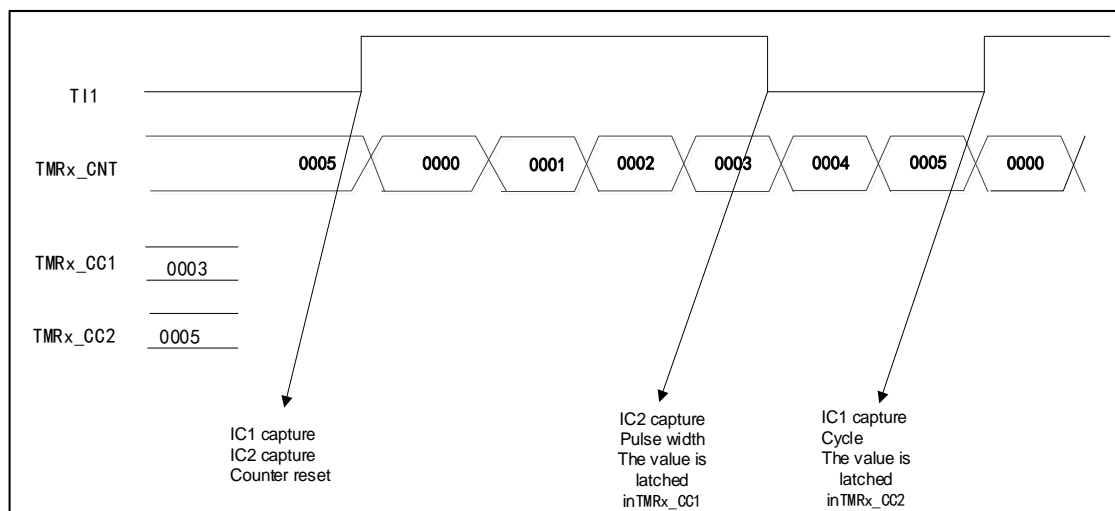 TI1
TMRx_CNT
0005 0000 0001 0002 0003 0004 0005 0000
TMRx_CC1
0003
TMRx_CC2
0005
IC1 capture
IC2 capture
Counter reset
IC2 capture
Pulse width
The value is
latched
inTMRx_CC1
IC1 capture
Cycle
The value is
latched
inTMRx_CC2